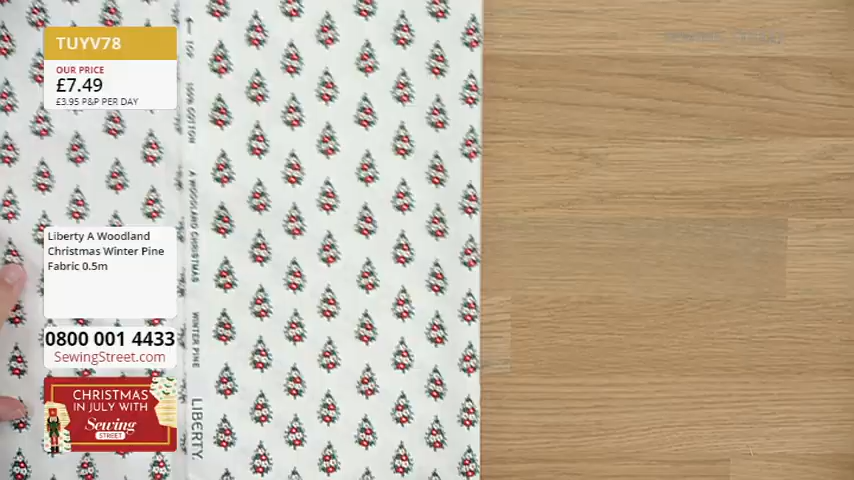 TUYV78
OUR PRICE
£7.49
£3.95 P&P PER DAY
Liberty A Woodland
Christmas Winter Pine
Fabric 0.5m
0800 001 4433
SewingStreet.com
CHRISTMAS
IN JULY WITH
Sewing
STREET
TOP 100% COTTON A WOODLAND CHRISTMAS WINTER PINE LIBERTY.